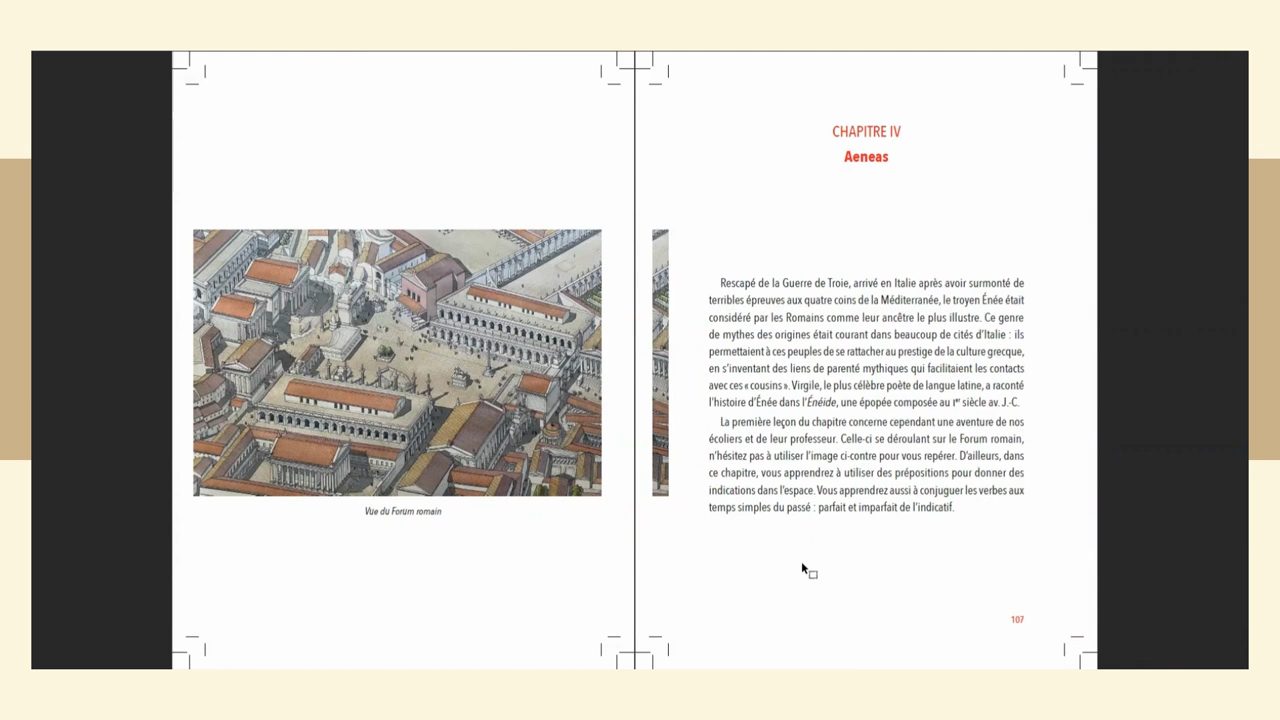 Vue du Forum romain
CHAPITRE IV
Aeneas
Rescapé de la Guerre de Troie, arrivé en Italie après avoir surmonté de
terribles épreuves aux quatre coins de la Méditerranée, le troyen Énée était
considéré par les Romains comme leur ancêtre le plus illustre. Ce genre
de mythes des origines était courant dans beaucoup de cités d'Italie : ils
permettaient à ces peuples de se rattacher au prestige de la culture grecque,
en s'inventant des liens de parenté mythiques qui facilitaient les contacts
avec ces « cousins ». Virgile, le plus célèbre poète de langue latine, a raconté
l'histoire d'Énée dans l'Énéide, une épopée composée au Ier siècle av. J.-C.
La première leçon du chapitre concerne cependant une aventure de nos
écoliers et de leur professeur. Celle-ci se déroulant sur le Forum romain,
n'hésitez pas à utiliser l'image ci-contre pour vous repérer. D'ailleurs, dans
ce chapitre, vous apprendrez à utiliser des prépositions pour donner des
indications dans l'espace. Vous apprendrez aussi à conjuguer les verbes aux
temps simples du passé : parfait et imparfait de l'indicatif.
107